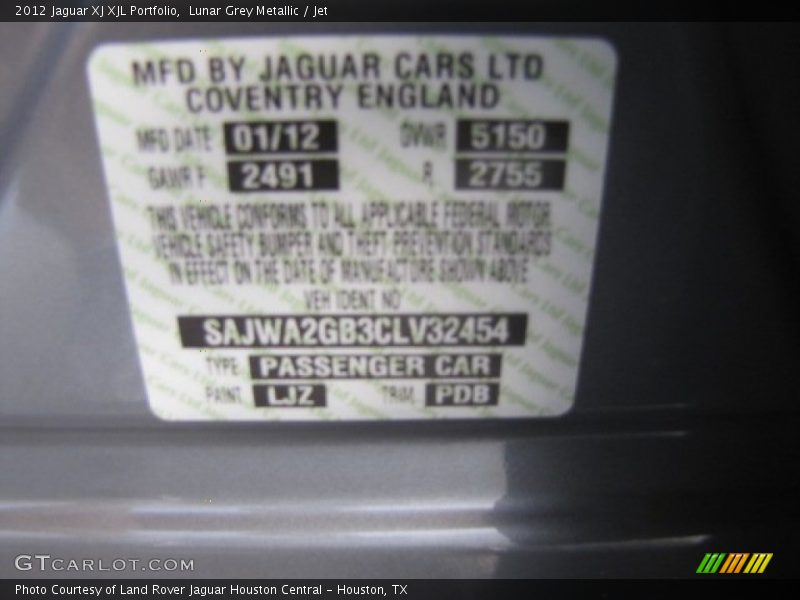 2012 Jaguar XJ XJL Portfolio, Lunar Grey Metallic / Jet
MFD BY JAGUAR CARS LTD
COVENTRY ENGLAND
MFD DATE 01/12 GVWR 5150
GAWR F 2491 R 2755
THIS VEHICLE CONFORMS TO ALL APPLICABLE FEDERAL MOTOR
VEHICLE SAFETY BUMPER AND THEFT PREVENTION STANDARDS
IN EFFECT ON THE DATE OF MANUFACTURE SHOWN ABOVE
VEH IDENT NO
SAJWA2GB3CLV32454
TYPE PASSENGER CAR
PAINT LJZ TRIM PDB
GTCARLOT.COM
Photo Courtesy of Land Rover Jaguar Houston Central - Houston, TX